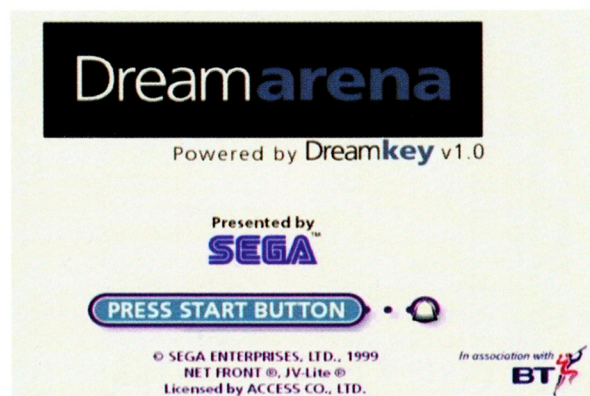 Dreamarena
Powered by Dreamkey v1.0
Presented by
SEGA™
PRESS START BUTTON
© SEGA ENTERPRISES, LTD., 1999
NET FRONT ®, JV-Lite ®
Licensed by ACCESS CO., LTD.
In association with
BT